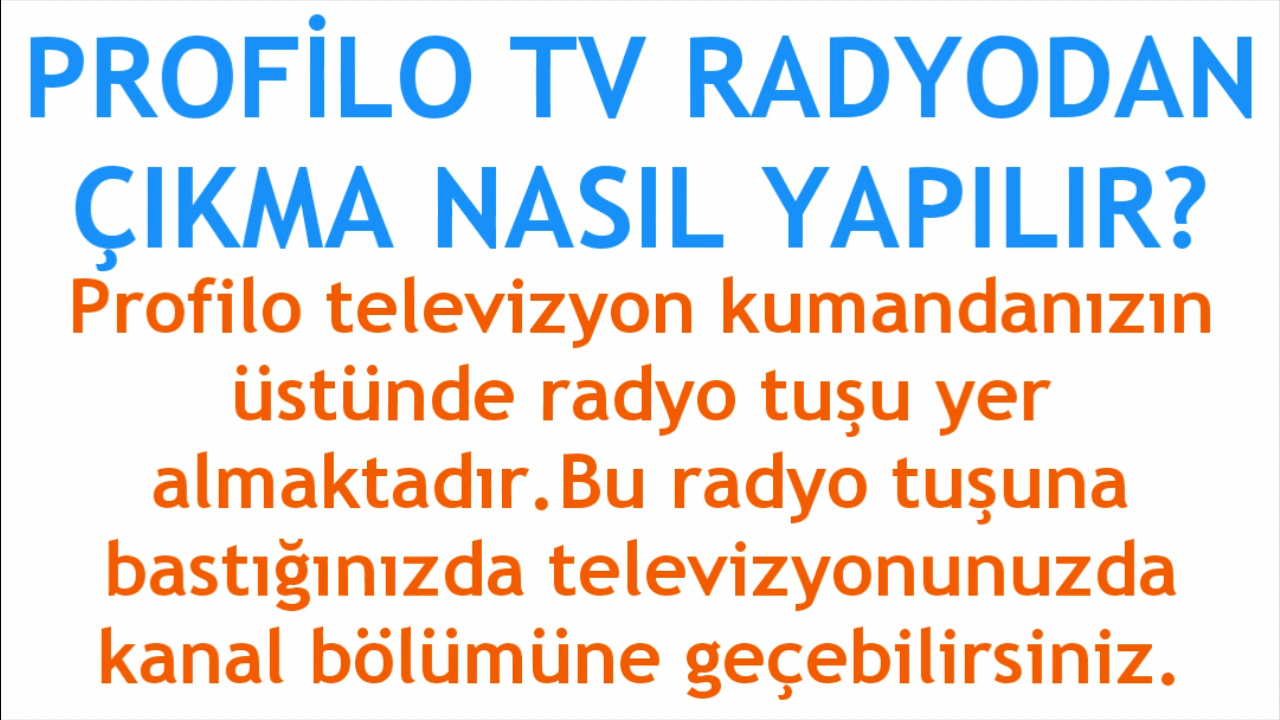 PROFİLO TV RADYODAN
ÇIKMA NASIL YAPILIR?
Profilo televizyon kumandanızın
üstünde radyo tuşu yer
almaktadır.Bu radyo tuşuna
bastığınızda televizyonunuzda
kanal bölümüne geçebilirsiniz.